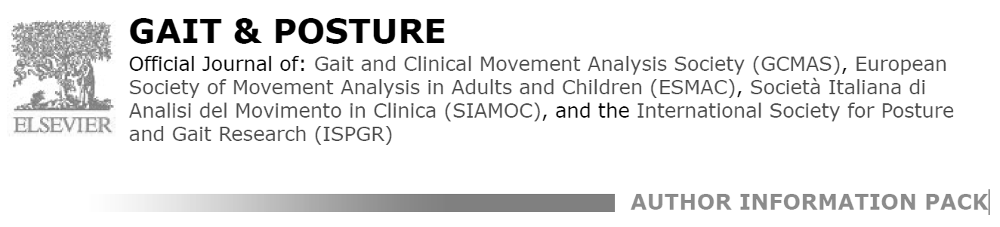 GAIT & POSTURE
Official Journal of: Gait and Clinical Movement Analysis Society (GCMAS), European
Society of Movement Analysis in Adults and Children (ESMAC), Società Italiana di
Analisi del Movimento in Clinica (SIAMOC), and the International Society for Posture
and Gait Research (ISPGR)
ELSEVIER
AUTHOR INFORMATION PACK